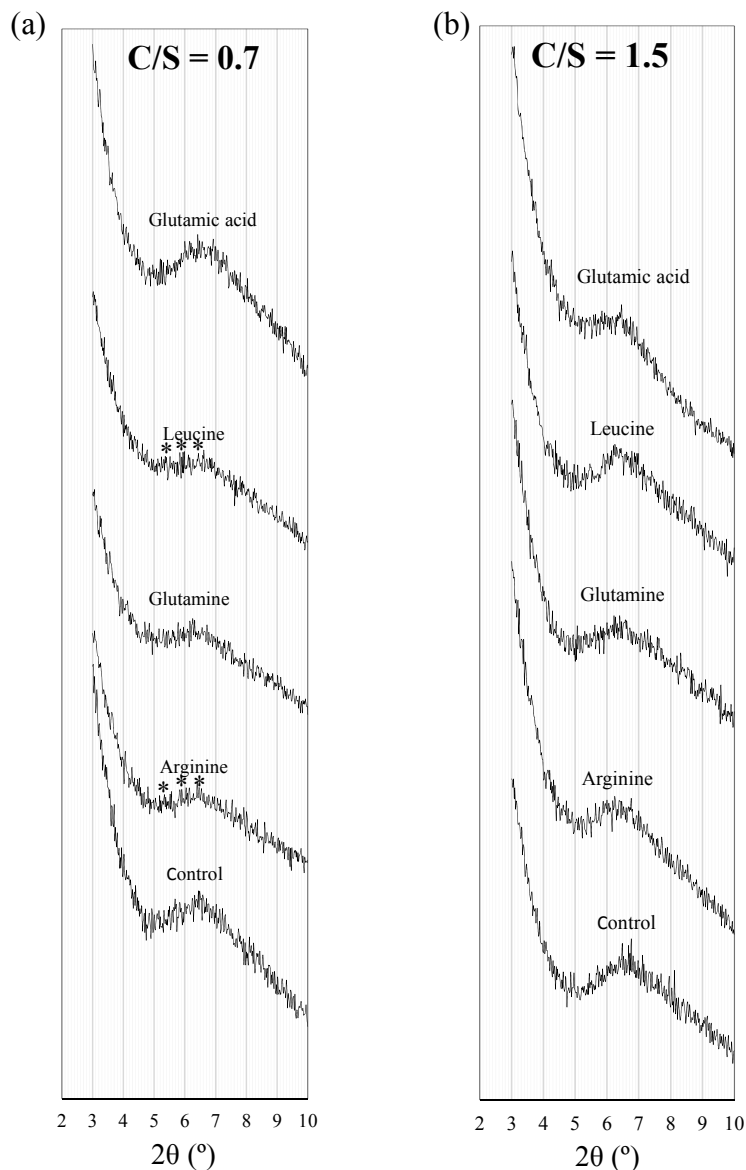 (a)
C/S = 0.7
Glutamic acid
Leucine
* * *
Glutamine
Arginine
* * *
Control
2 3 4 5 6 7 8 9 10
2θ (º)
(b)
C/S = 1.5
Glutamic acid
Leucine
Glutamine
Arginine
Control
2 3 4 5 6 7 8 9 10
2θ (º)